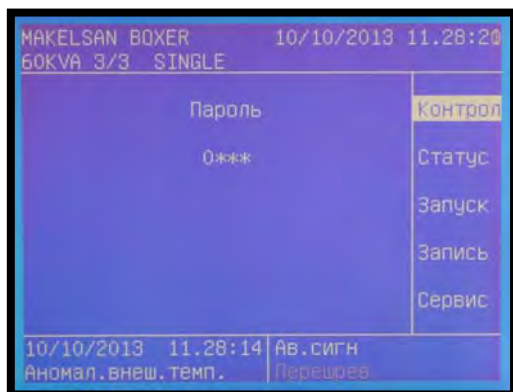 MAKELSAN BOXER 10/10/2013 11.28:20
60KVA 3/3 SINGLE
Пароль
0***
Контрол
Статус
Запуск
Запись
Сервис
10/10/2013 11.28:14 Ав.сигн
Аномал.внеш.темп. Перешрев